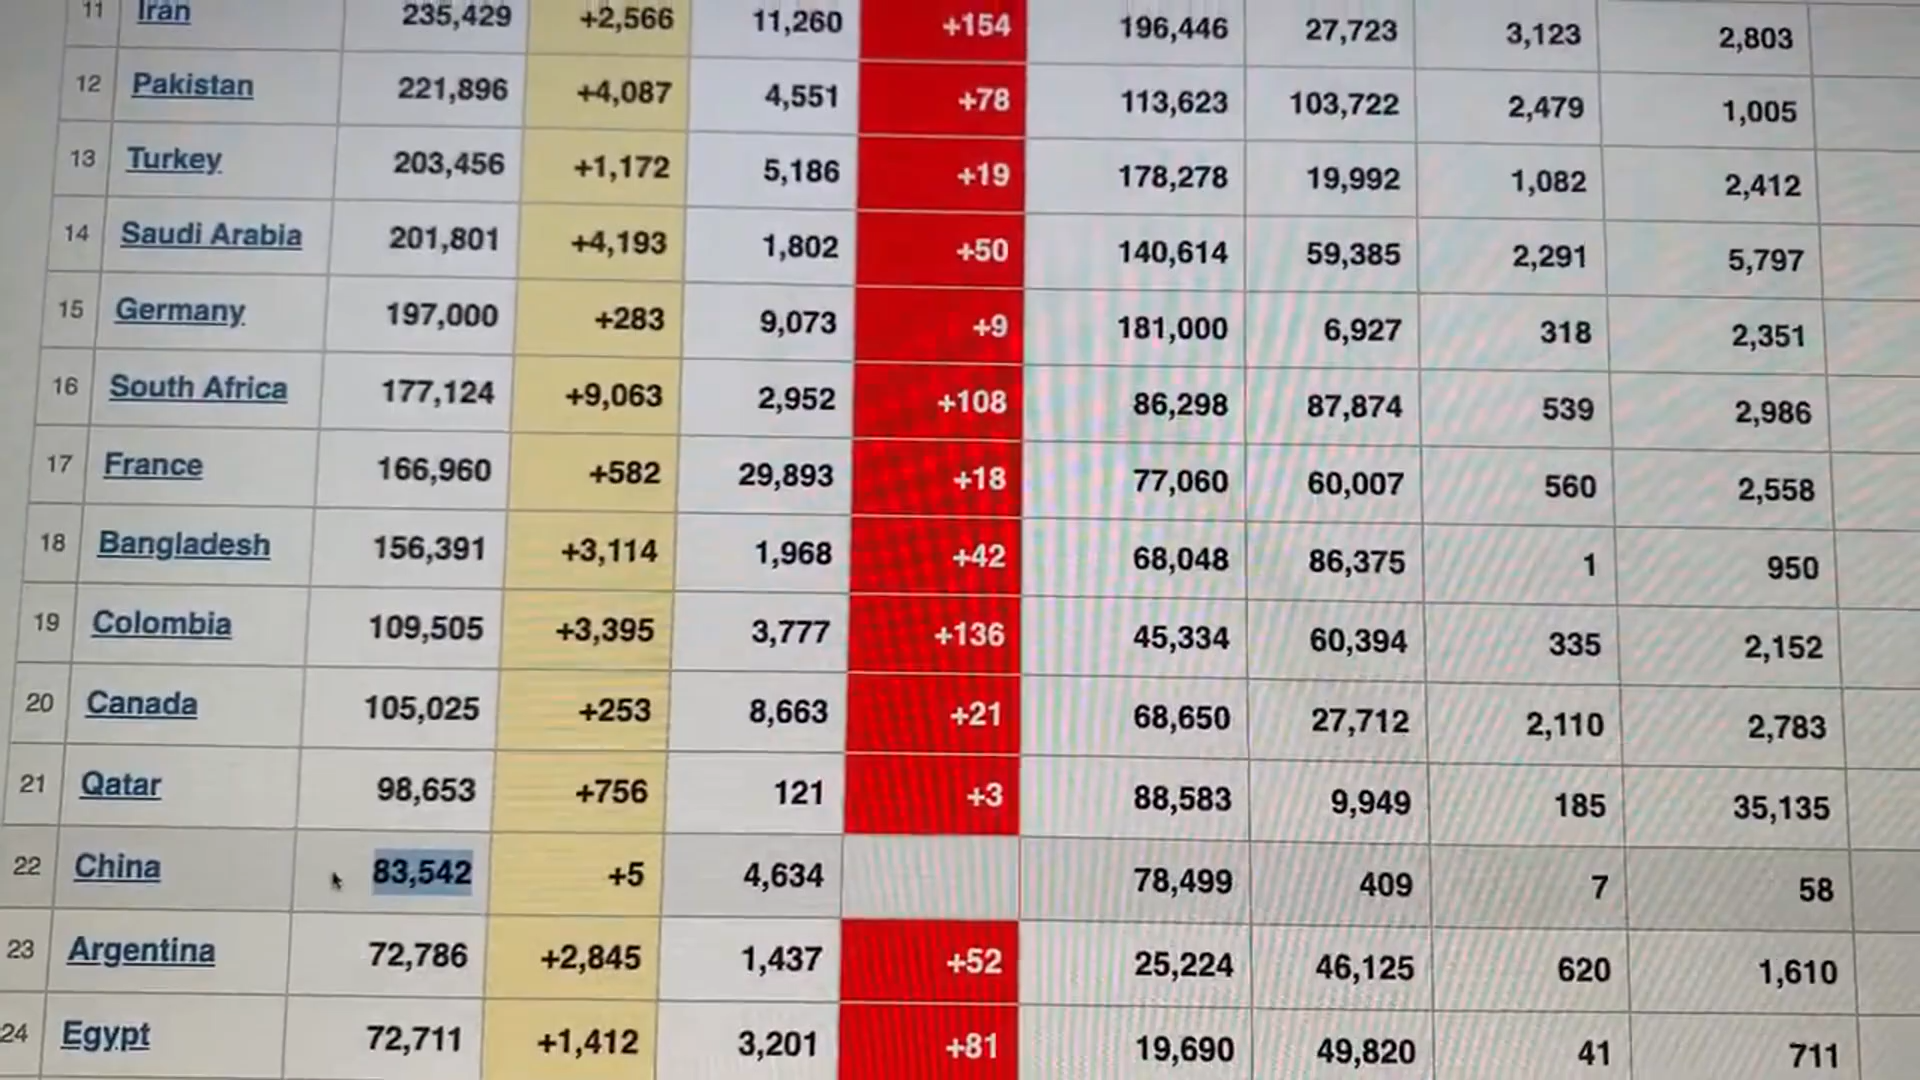 11 Iran 235,429 +2,566 11,260 +154 196,446 27,723 3,123 2,803
12 Pakistan 221,896 +4,087 4,551 +78 113,623 103,722 2,479 1,005
13 Turkey 203,456 +1,172 5,186 +19 178,278 19,992 1,082 2,412
14 Saudi Arabia 201,801 +4,193 1,802 +50 140,614 59,385 2,291 5,797
15 Germany 197,000 +283 9,073 +9 181,000 6,927 318 2,351
16 South Africa 177,124 +9,063 2,952 +108 86,298 87,874 539 2,986
17 France 166,960 +582 29,893 +18 77,060 60,007 560 2,558
18 Bangladesh 156,391 +3,114 1,968 +42 68,048 86,375 1 950
19 Colombia 109,505 +3,395 3,777 +136 45,334 60,394 335 2,152
20 Canada 105,025 +253 8,663 +21 68,650 27,712 2,110 2,783
21 Qatar 98,653 +756 121 +3 88,583 9,949 185 35,135
22 China 83,542 +5 4,634 78,499 409 7 58
23 Argentina 72,786 +2,845 1,437 +52 25,224 46,125 620 1,610
24 Egypt 72,711 +1,412 3,201 +81 19,690 49,820 41 711